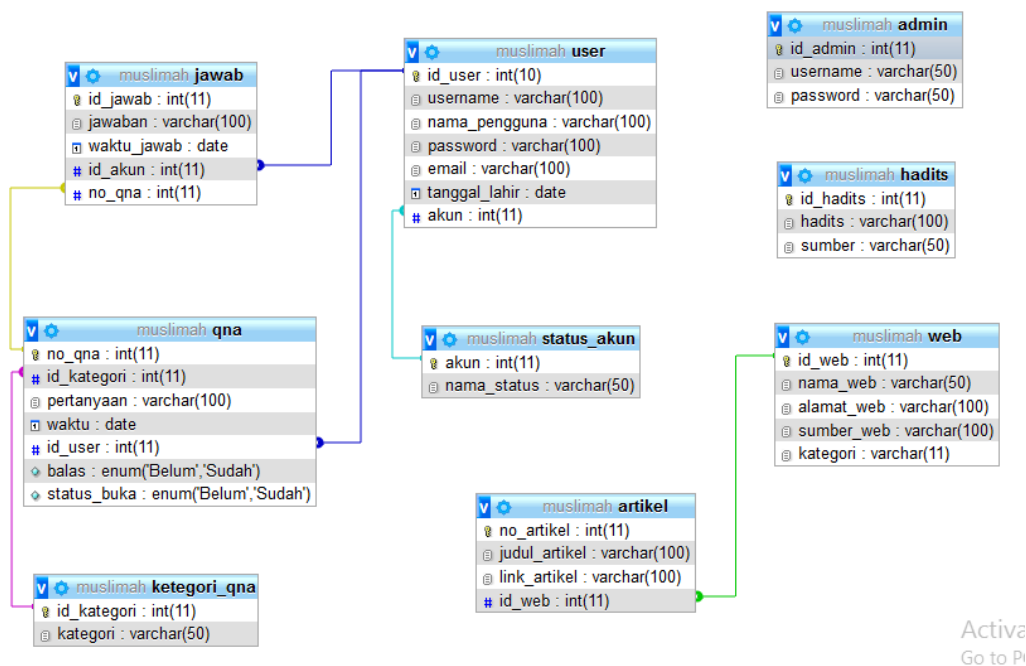 muslimah jawab
id_jawab : int(11)
jawaban : varchar(100)
waktu_jawab : date
id_akun : int(11)
no_qna : int(11)
muslimah user
id_user : int(10)
username : varchar(100)
nama_pengguna : varchar(100)
password : varchar(100)
email : varchar(100)
tanggal_lahir : date
akun : int(11)
muslimah admin
id_admin : int(11)
username : varchar(50)
password : varchar(50)
muslimah hadits
id_hadits : int(11)
hadits : varchar(100)
sumber : varchar(50)
muslimah qna
no_qna : int(11)
id_kategori : int(11)
pertanyaan : varchar(100)
waktu : date
id_user : int(11)
balas : enum('Belum','Sudah')
status_buka : enum('Belum','Sudah')
muslimah status_akun
akun : int(11)
nama_status : varchar(50)
muslimah web
id_web : int(11)
nama_web : varchar(50)
alamat_web : varchar(100)
sumber_web : varchar(100)
kategori : varchar(11)
muslimah artikel
no_artikel : int(11)
judul_artikel : varchar(100)
link_artikel : varchar(100)
id_web : int(11)
muslimah ketegori_qna
id_kategori : int(11)
kategori : varchar(50)
Activa
Go to P